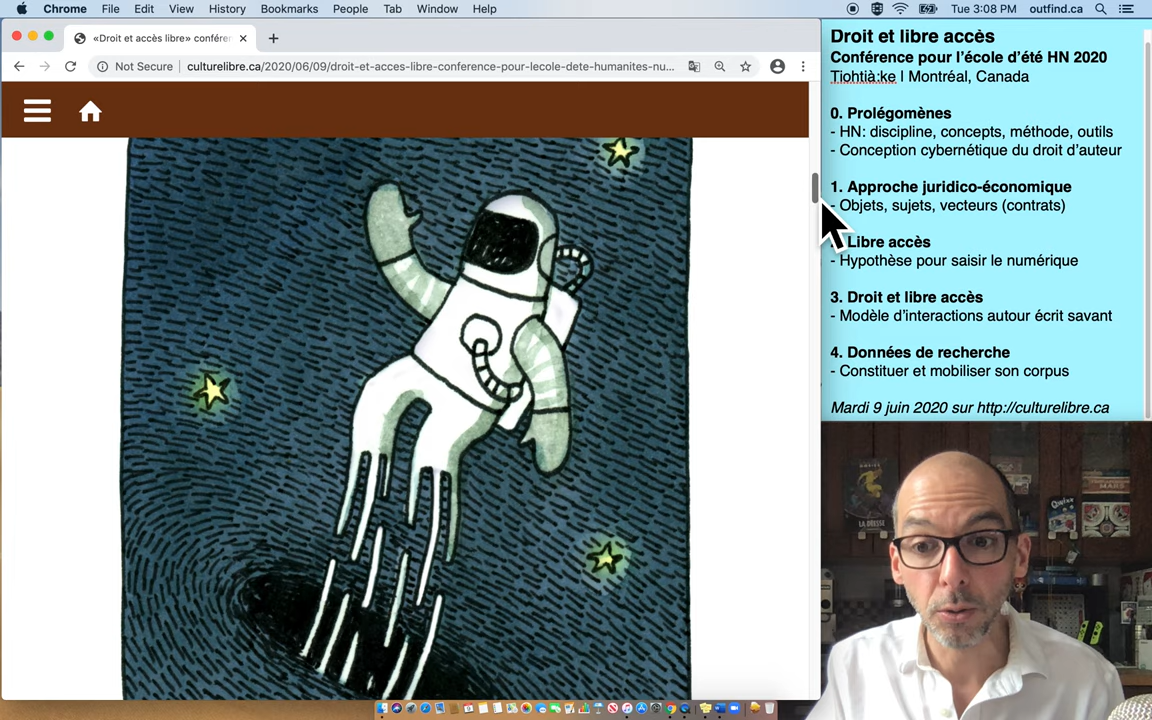 Chrome File Edit View History Bookmarks People Tab Window Help
Tue 3:08 PM outfind.ca
«Droit et accès libre» conféren
Not Secure culturelibre.ca/2020/06/09/droit-et-acces-libre-conference-pour-lecole-dete-humanites-nu...
Droit et libre accès
Conférence pour l’école d’été HN 2020
Tiohtià:ke I Montréal, Canada
0. Prolégomènes
- HN: discipline, concepts, méthode, outils
- Conception cybernétique du droit d’auteur
1. Approche juridico-économique
- Objets, sujets, vecteurs (contrats)
Libre accès
- Hypothèse pour saisir le numérique
3. Droit et libre accès
- Modèle d’interactions autour écrit savant
4. Données de recherche
- Constituer et mobiliser son corpus
Mardi 9 juin 2020 sur http://culturelibre.ca
LA DÉESSE
MARS